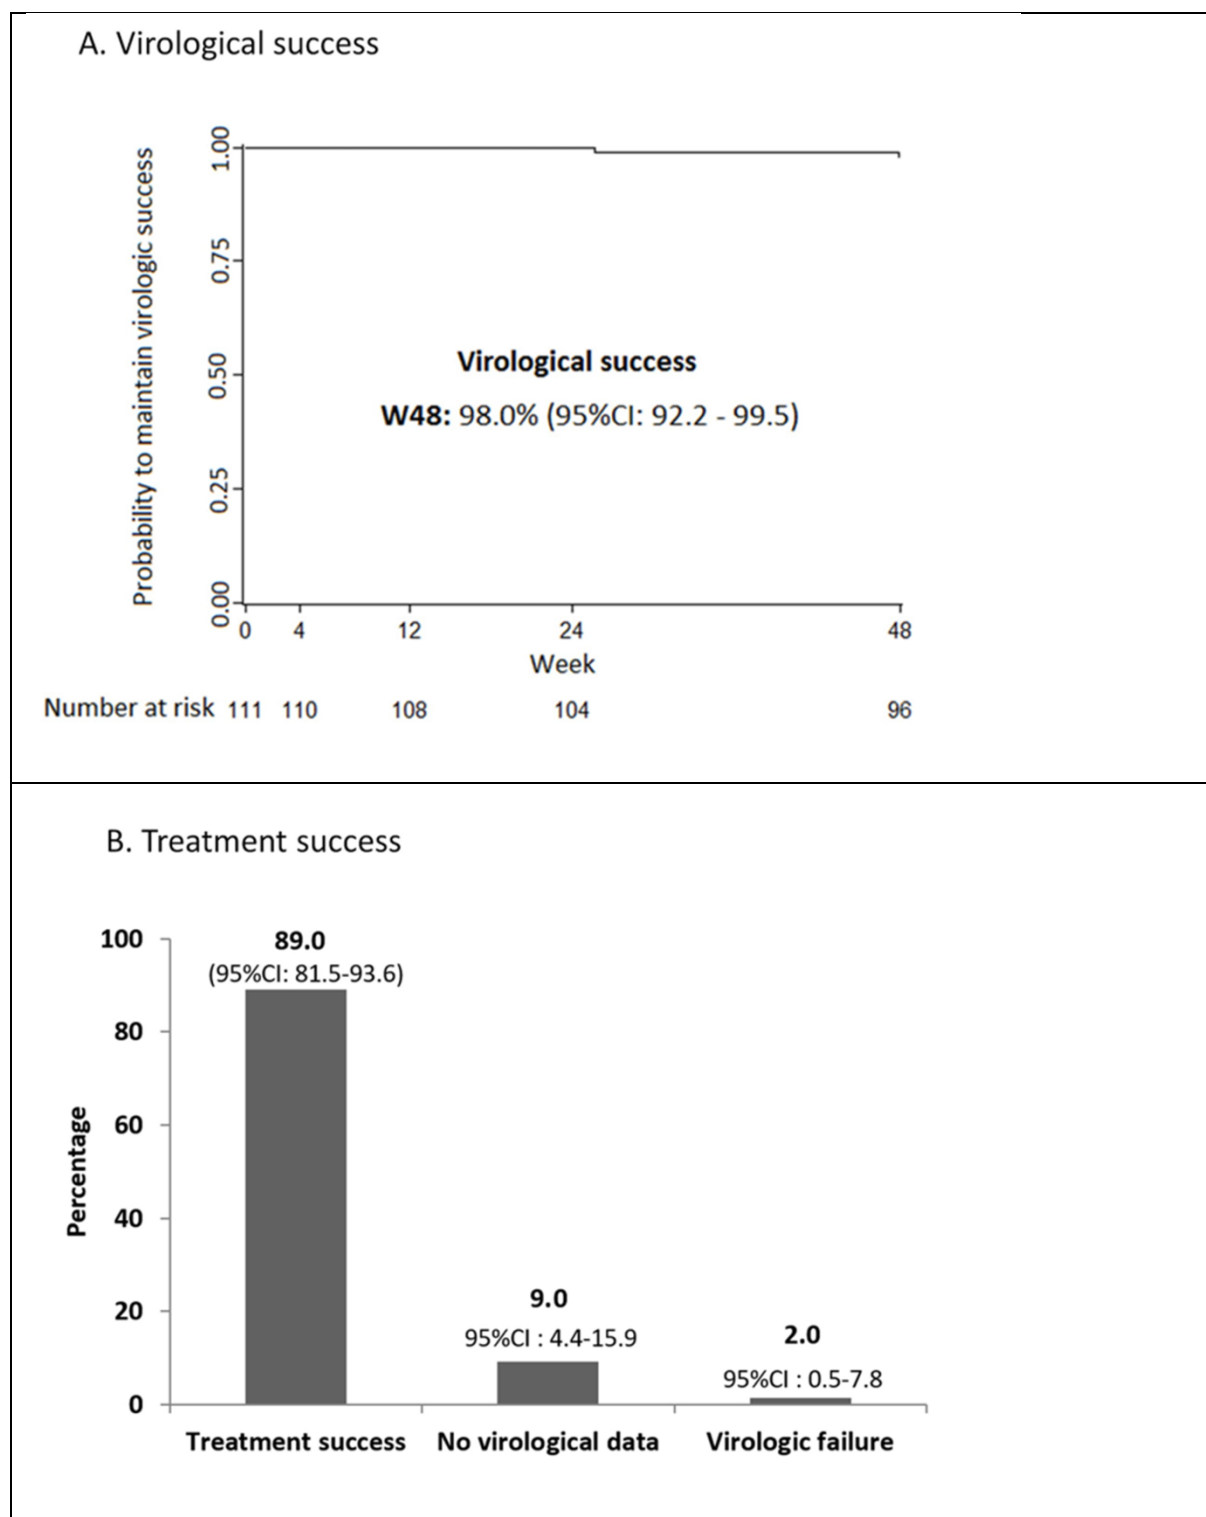 A. Virological success
Probability to maintain virologic success
1.00
0.75
0.50
0.25
0.00
Virological success
W48: 98.0% (95%CI: 92.2 - 99.5)
0 4 12 24 48
Week
Number at risk 111 110 108 104 96
B. Treatment success
Percentage
100
80
60
40
20
0
89.0
(95%CI: 81.5-93.6)
9.0
95%CI : 4.4-15.9
2.0
95%CI : 0.5-7.8
Treatment success No virological data Virologic failure